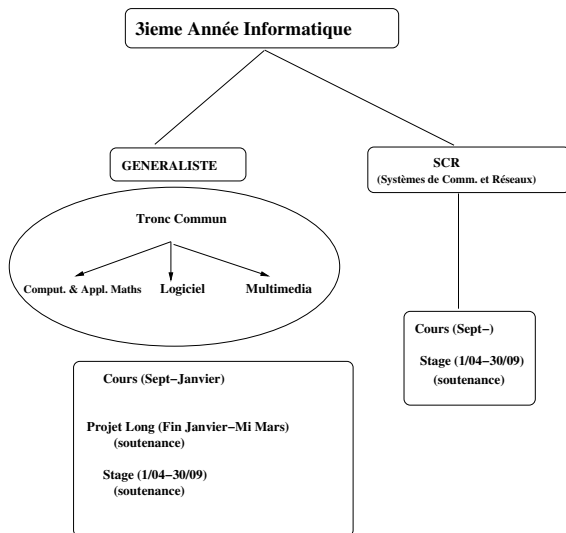 3ieme Année Informatique
GENERALISTE
SCR
(Systèmes de Comm. et Réseaux)
Tronc Commun
Comput. & Appl. Maths
Logiciel
Multimedia
Cours (Sept−Janvier)
Projet Long (Fin Janvier−Mi Mars)
(soutenance)
Stage (1/04−30/09)
(soutenance)
Cours (Sept−)
Stage (1/04−30/09)
(soutenance)